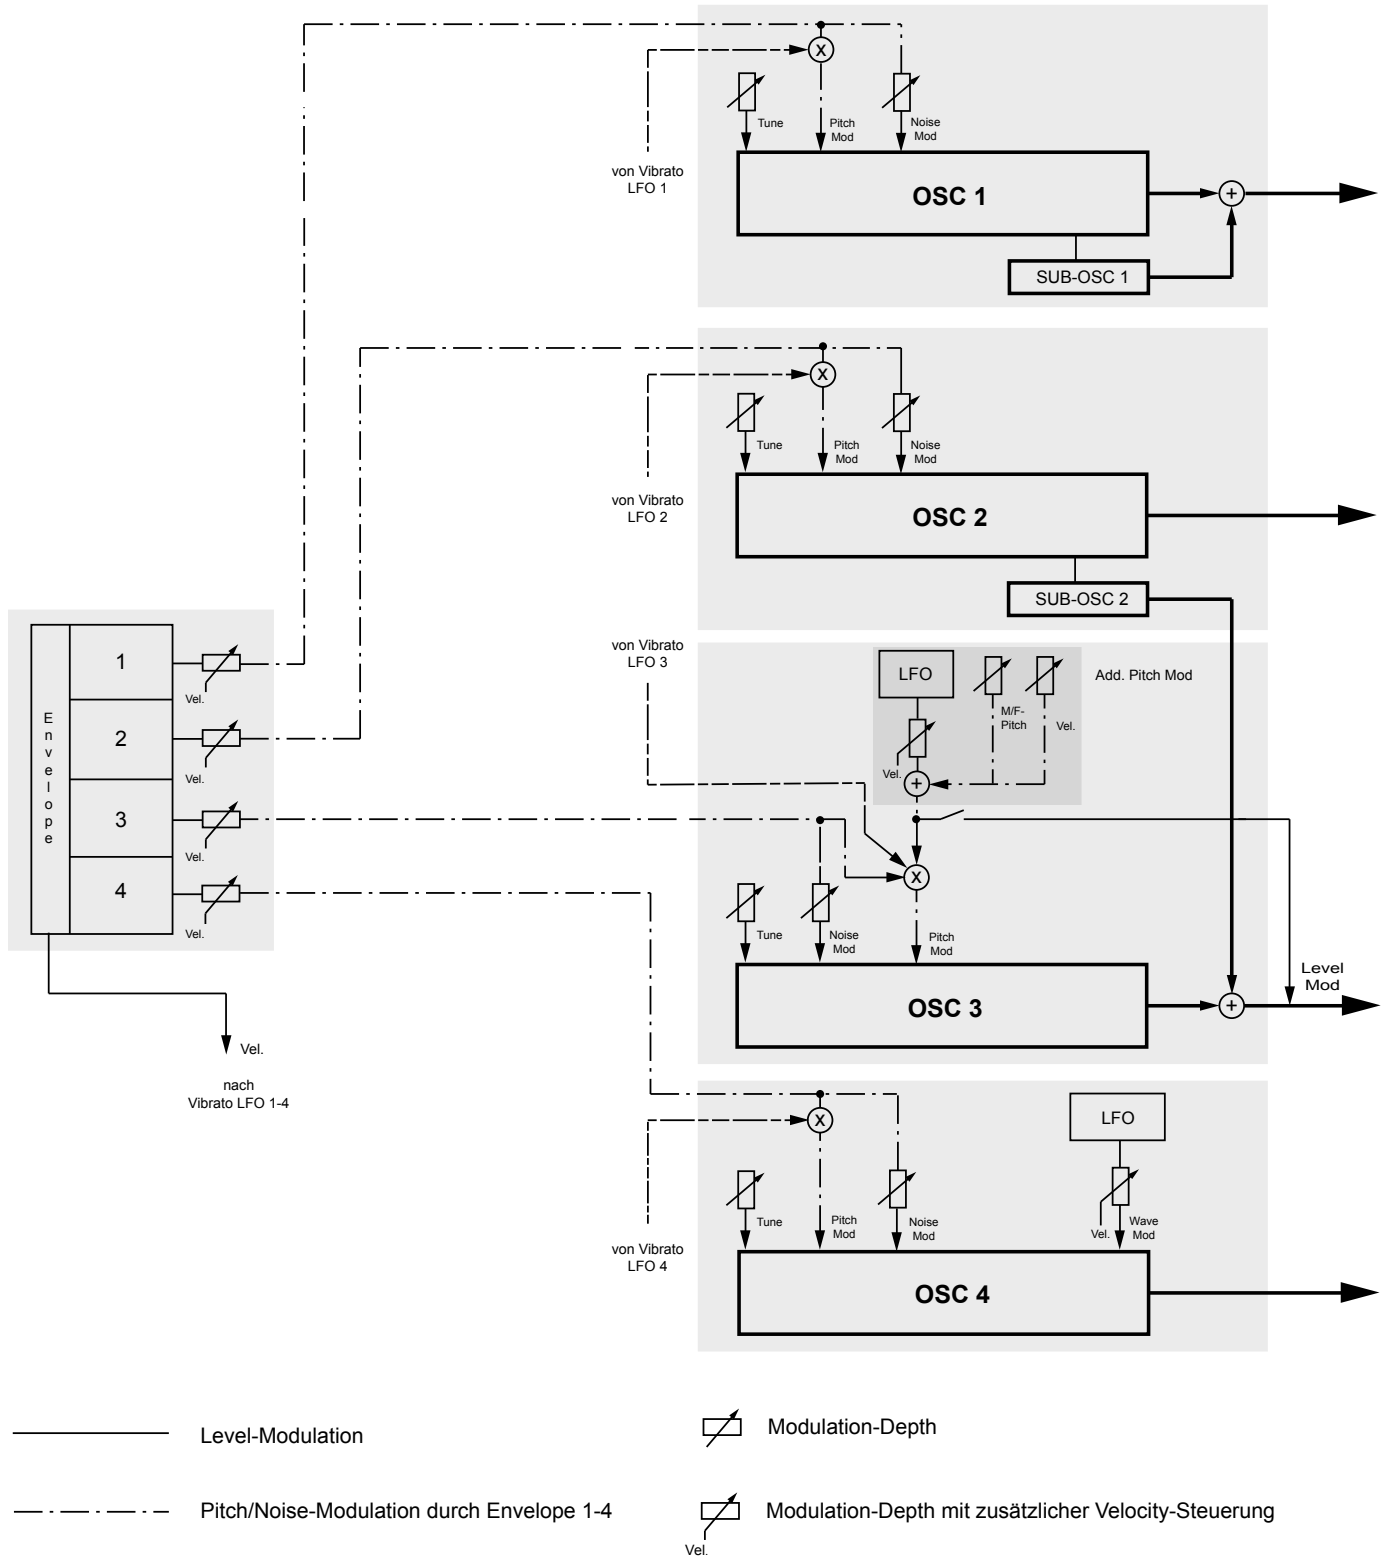 X
Tune
Pitch
Mod
Noise
Mod
von Vibrato
LFO 1
OSC 1
+
SUB-OSC 1
X
Tune
Pitch
Mod
Noise
Mod
von Vibrato
LFO 2
OSC 2
SUB-OSC 2
Envelope
1
Vel.
2
Vel.
3
Vel.
4
Vel.
Vel.
nach
Vibrato LFO 1-4
von Vibrato
LFO 3
LFO
Add. Pitch Mod
M/F-
Pitch
Vel.
Vel.
+
X
Tune
Noise
Mod
Pitch
Mod
Level
Mod
OSC 3
+
X
LFO
Tune
Pitch
Mod
Noise
Mod
Vel.
Wave
Mod
von Vibrato
LFO 4
OSC 4
Level-Modulation
Modulation-Depth
Pitch/Noise-Modulation durch Envelope 1-4
Modulation-Depth mit zusätzlicher Velocity-Steuerung
Vel.